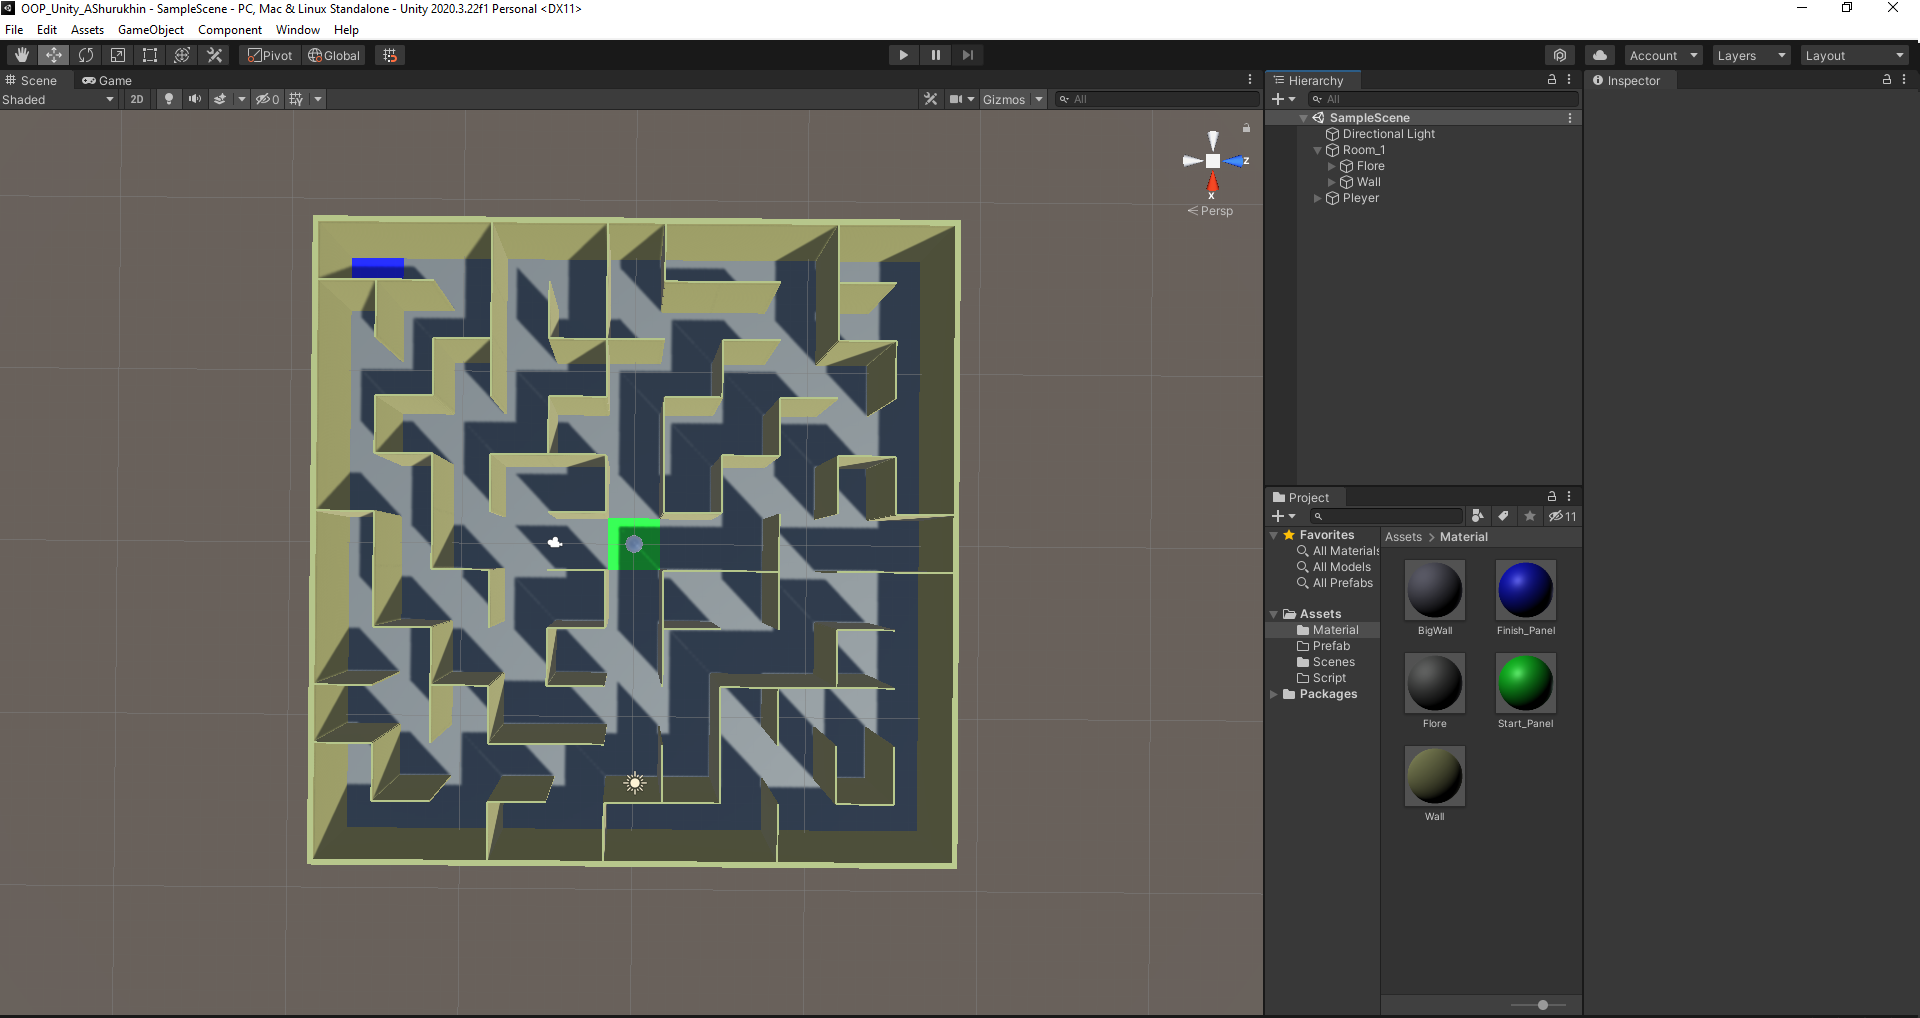 OOP_Unity_AShurukhin - SampleScene - PC, Mac & Linux Standalone - Unity 2020.3.22f1 Personal <DX11>
File Edit Assets GameObject Component Window Help
Pivot Global Account Layers Layout
Scene Game
Shaded 2D 0 Gizmos All
z
x
Persp
Hierarchy
All
SampleScene
Directional Light
Room_1
Flore
Wall
Pleyer
Inspector
Project
11
Favorites
All Materials
All Models
All Prefabs
Assets
Material
Prefab
Scenes
Script
Packages
Assets > Material
BigWall Finish_Panel
Flore Start_Panel
Wall